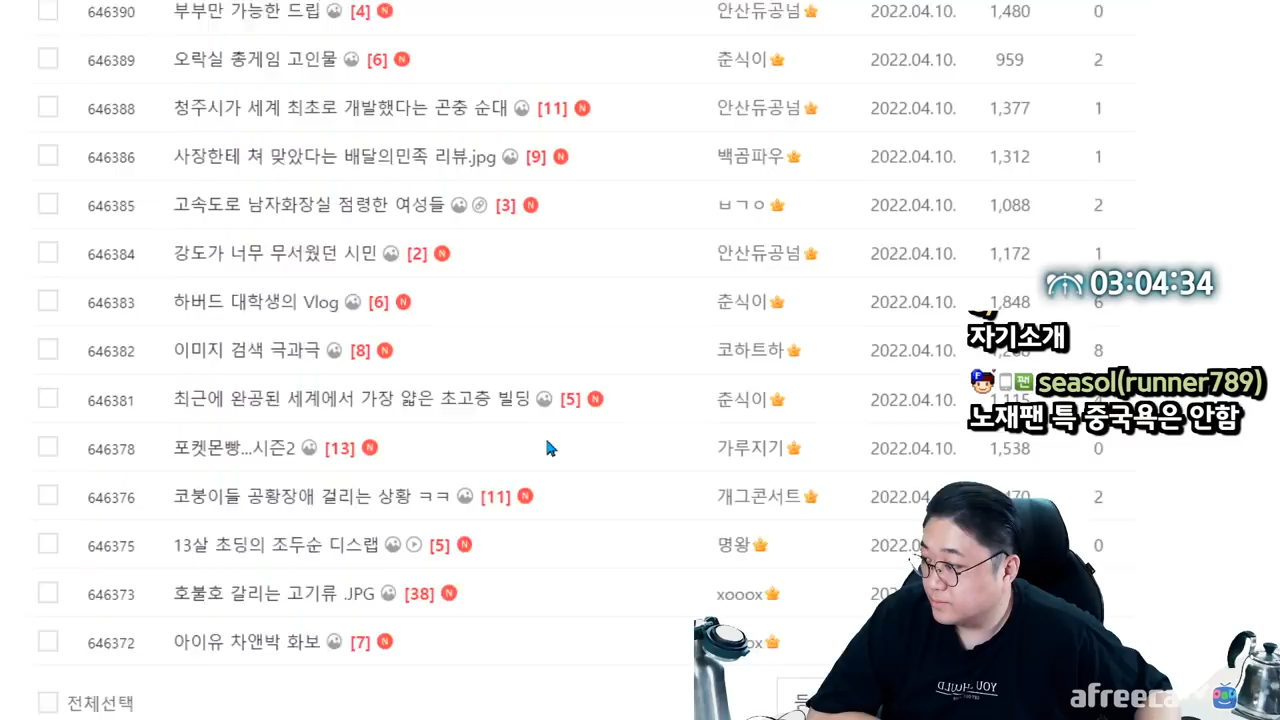 646390 부부만 가능한 드립 [4] N 안산듀공넘 2022.04.10. 1,480 0
646389 오락실 총게임 고인물 [6] N 춘식이 2022.04.10. 959 2
646388 청주시가 세계 최초로 개발했다는 곤충 순대 [11] N 안산듀공넘 2022.04.10. 1,377 1
646386 사장한테 쳐 맞았다는 배달의민족 리뷰.jpg [9] N 백곰파우 2022.04.10. 1,312 1
646385 고속도로 남자화장실 점령한 여성들 [3] N ㅂㄱㅇ 2022.04.10. 1,088 2
646384 강도가 너무 무서웠던 시민 [2] N 안산듀공넘 2022.04.10. 1,172 1
03:04:34
646383 하버드 대학생의 Vlog [6] N 춘식이 2022.04.10. 1,848 6
자기소개
646382 이미지 검색 극과극 [8] N 코하트하 2022.04.10. 8
F 팬 seasol(runner789)
646381 최근에 완공된 세계에서 가장 얇은 초고층 빌딩 [5] N 춘식이 2022.04.10. 1,115
노재팬 특 중국욕은 안함
646378 포켓몬빵...시즌2 [13] N 가루지기 2022.04.10. 1,538 0
646376 코붕이들 공황장애 걸리는 상황 ㅋㅋ [11] N 개그콘서트 2022.04 470 2
646375 13살 초딩의 조두순 디스랩 [5] N 명왕 2022.0 0
646373 호불호 갈리는 고기류 .JPG [38] N xooox 202
646372 아이유 차앤박 화보 [7] N ox
전체선택
YOU SHOULD
afreeca